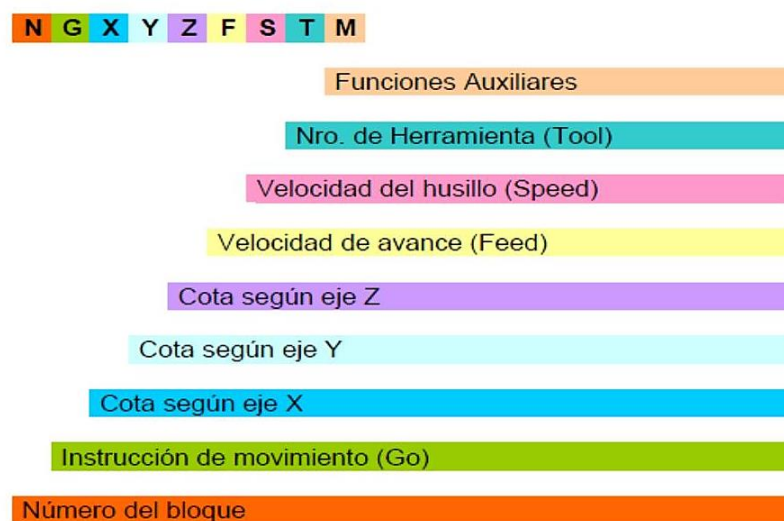 N G X Y Z F S T M
Funciones Auxiliares
Nro. de Herramienta (Tool)
Velocidad del husillo (Speed)
Velocidad de avance (Feed)
Cota según eje Z
Cota según eje Y
Cota según eje X
Instrucción de movimiento (Go)
Número del bloque